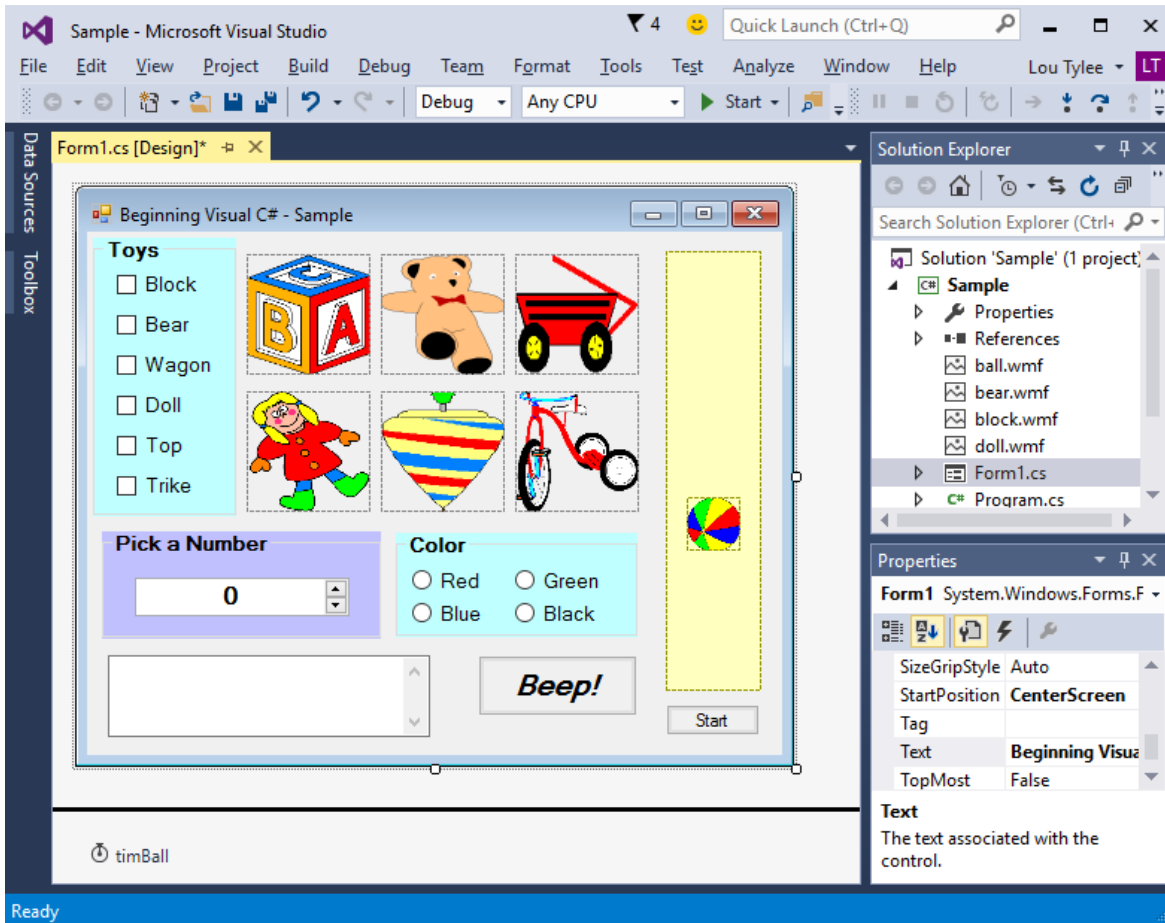 Sample - Microsoft Visual Studio
4
Quick Launch (Ctrl+Q)
File Edit View Project Build Debug Team Format Tools Test Analyze Window Help Lou Tylee LT
Debug Any CPU Start
Data Sources
Toolbox
Form1.cs [Design]*
Beginning Visual C# - Sample
Toys
Block
Bear
Wagon
Doll
Top
Trike
C
B A
Pick a Number
0
Color
Red Green
Blue Black
Beep!
Start
timBall
Solution Explorer
Search Solution Explorer (Ctrl+
Solution 'Sample' (1 project)
C# Sample
Properties
References
ball.wmf
bear.wmf
block.wmf
doll.wmf
Form1.cs
C# Program.cs
Properties
Form1 System.Windows.Forms.F
SizeGripStyle Auto
StartPosition CenterScreen
Tag
Text Beginning Visua
TopMost False
Text
The text associated with the
control.
Ready